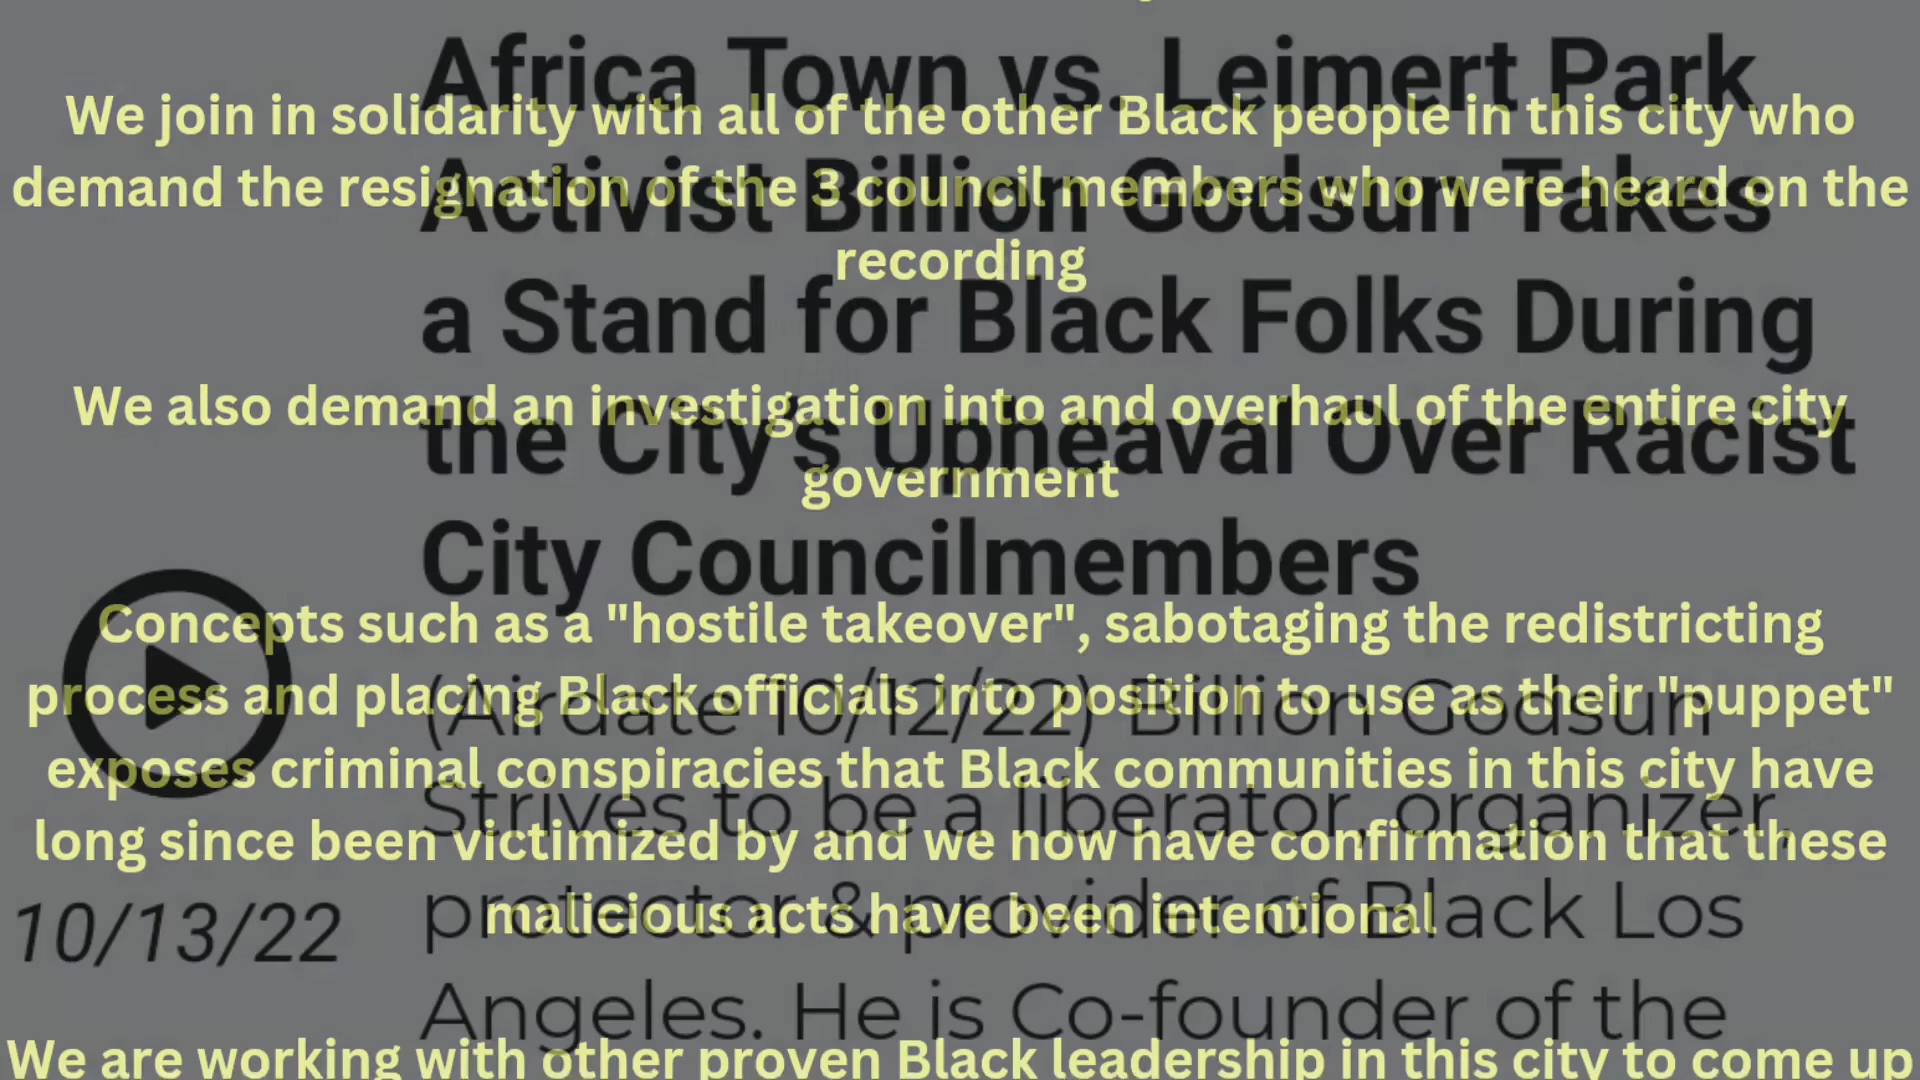 Africa Town vs. Leimert Park
Activist Billion Godsun Takes
a Stand for Black Folks During
the City's Upheaval Over Racist
City Councilmembers
(Airdate 10/12/22) Billion Godsun
Strives to be a liberator, organizer,
protector & provider of Black Los
Angeles. He is Co-founder of the
10/13/22
We join in solidarity with all of the other Black people in this city who
demand the resignation of the 3 council members who were heard on the
recording
We also demand an investigation into and overhaul of the entire city
government
Concepts such as a "hostile takeover", sabotaging the redistricting
process and placing Black officials into position to use as their "puppet"
exposes criminal conspiracies that Black communities in this city have
long since been victimized by and we now have confirmation that these
malicious acts have been intentional
We are working with other proven Black leadership in this city to come up